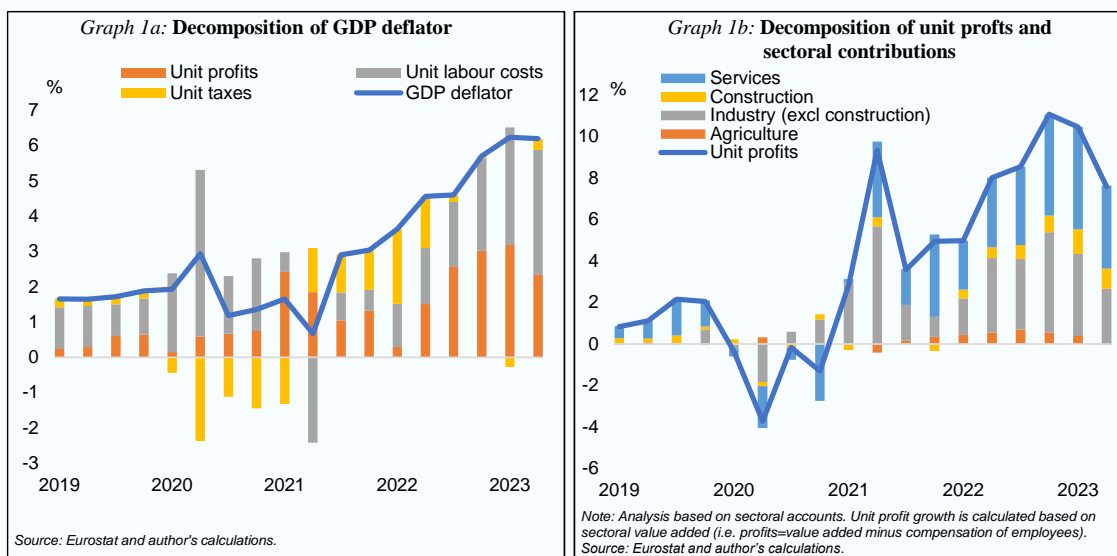 Graph 1a: Decomposition of GDP deflator
%
Unit profits
Unit labour costs
Unit taxes
GDP deflator
7
6
5
4
3
2
1
0
-1
-2
-3
2019 2020 2021 2022 2023
Source: Eurostat and author's calculations.
Graph 1b: Decomposition of unit profts and
sectoral contributions
%
Services
Construction
Industry (excl construction)
Agriculture
Unit profits
12
10
8
6
4
2
0
-2
-4
-6
2019 2020 2021 2022 2023
Note: Analysis based on sectoral accounts. Unit profit growth is calculated based on
sectoral value added (i.e. profits=value added minus compensation of employees).
Source: Eurostat and author's calculations.